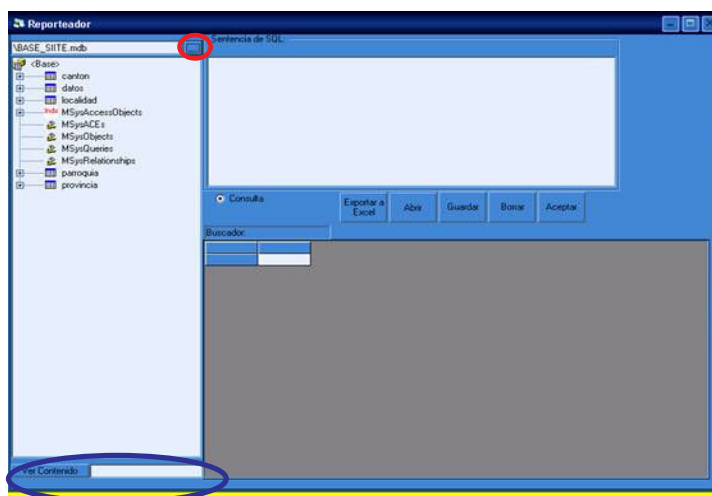 Reporteador
\BASE_SIITE.mdb
Sentencia de SQL:
<Base>
canton
datos
localidad
Indx MSysAccessObjects
MSysACEs
MSysObjects
MSysQueries
MSysRelationships
parroquia
provincia
Consulta
Exportar a
Excel
Abrir
Guardar
Borrar
Aceptar
Buscador:
Ver Contenido